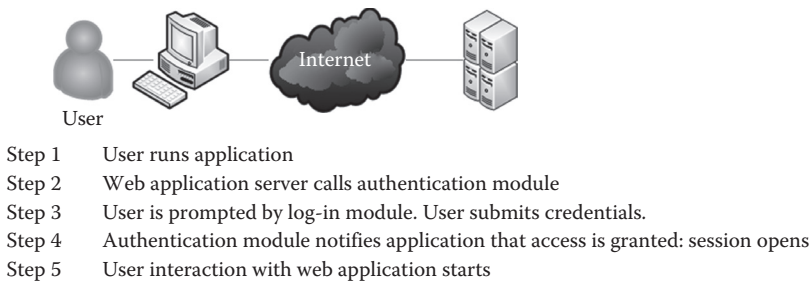 Internet
User
Step 1 User runs application
Step 2 Web application server calls authentication module
Step 3 User is prompted by log-in module. User submits credentials.
Step 4 Authentication module notifies application that access is granted: session opens
Step 5 User interaction with web application starts